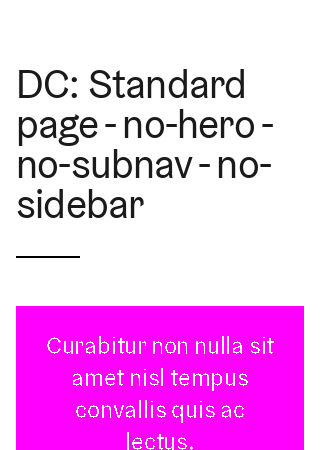 DC: Standard
page - no-hero -
no-subnav - no-
sidebar
Curabitur non nulla sit
amet nisl tempus
convallis quis ac
lectus.